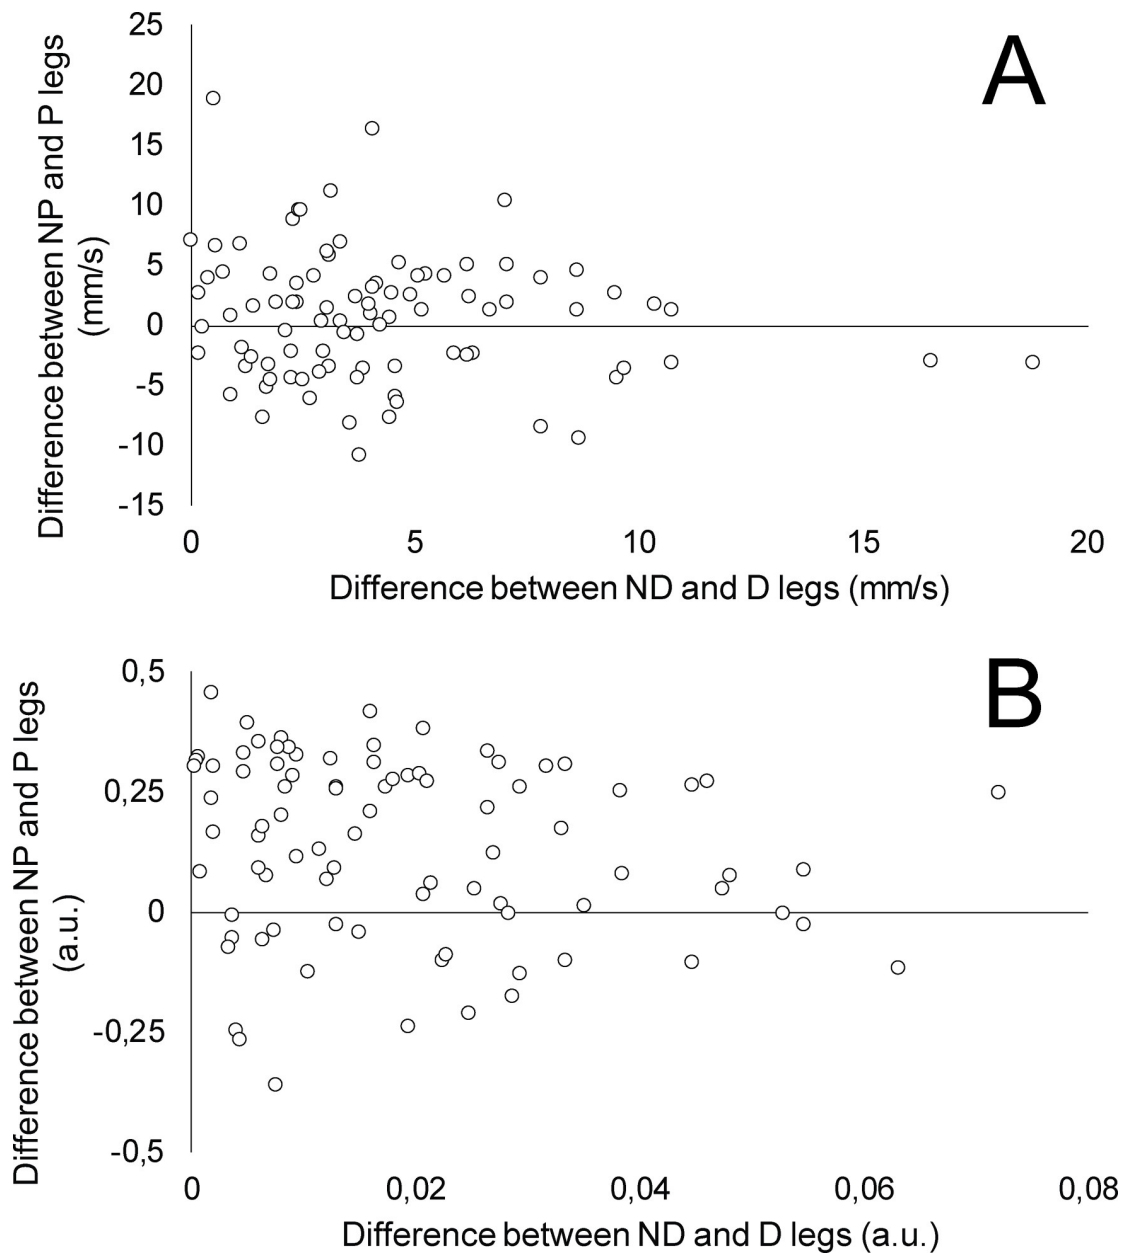 A
Difference between NP and P legs
(mm/s)
25
20
15
10
5
0
-5
-10
-15
0 5 10 15 20
Difference between ND and D legs (mm/s)
B
Difference between NP and P legs
(a.u.)
0,5
0,25
0
-0,25
-0,5
0 0,02 0,04 0,06 0,08
Difference between ND and D legs (a.u.)